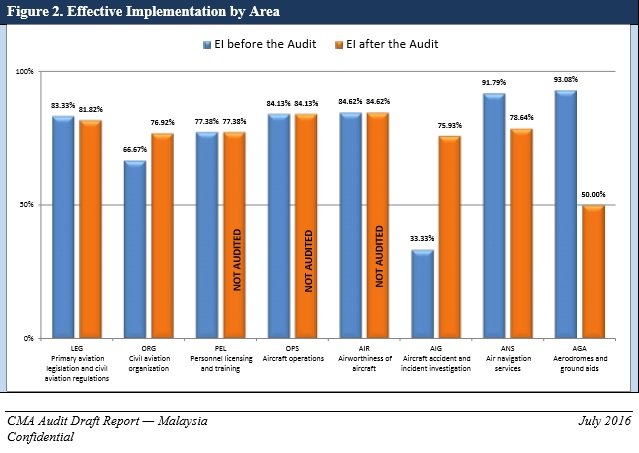 Figure 2. Effective Implementation by Area
EI before the Audit EI after the Audit
100%
50%
0%
83.33% 81.82%
66.67% 76.92%
77.38% 77.38%
84.13% 84.13%
84.62% 84.62%
33.33% 75.93%
91.79% 78.64%
93.08% 50.00%
NOT AUDITED
NOT AUDITED
NOT AUDITED
LEG
Primary aviation
legislation and civil
aviation regulations
ORG
Civil aviation
organization
PEL
Personnel licensing
and training
OPS
Aircraft operations
AIR
Airworthiness of
aircraft
AIG
Aircraft accident and
incident investigation
ANS
Air navigation
services
AGA
Aerodromes and
ground aids
CMA Audit Draft Report — Malaysia July 2016
Confidential